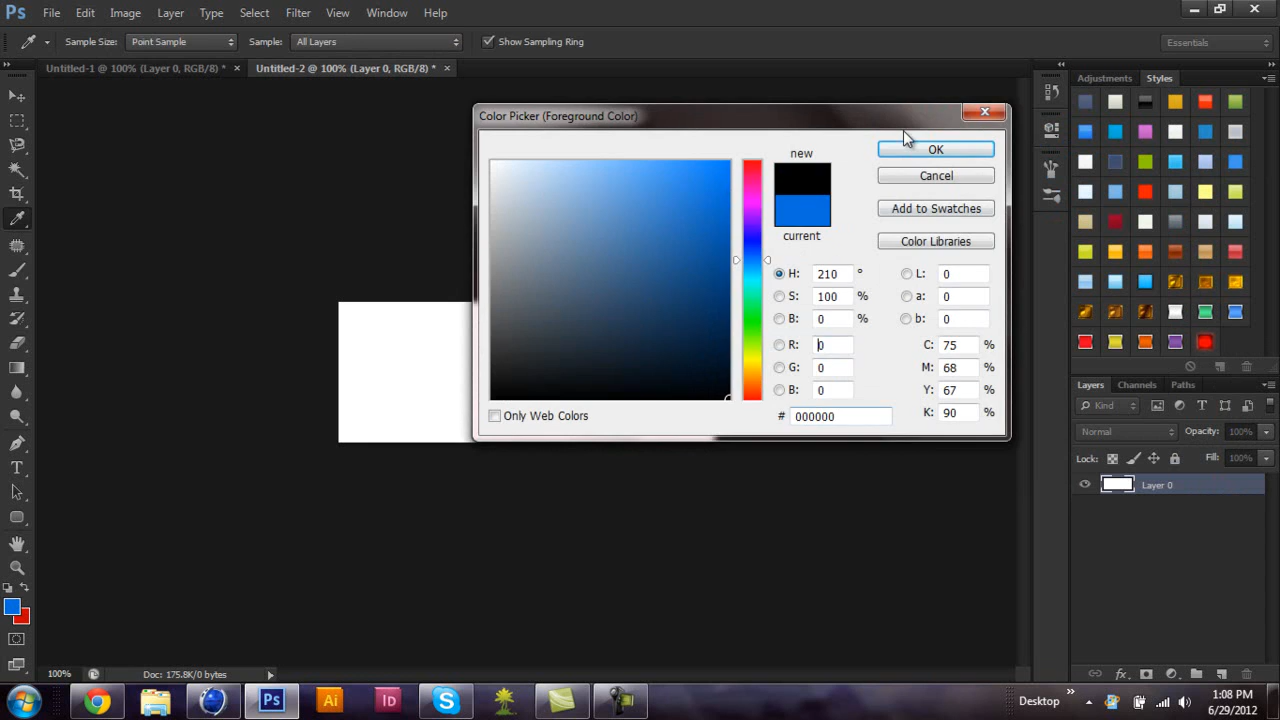 Ps File Edit Image Layer Type Select Filter View Window Help
Sample Size: Point Sample Sample: All Layers Show Sampling Ring Essentials
Untitled-1 @ 100% (Layer 0, RGB/8) * × Untitled-2 @ 100% (Layer 0, RGB/8) * ×
Adjustments Styles
Color Picker (Foreground Color)
new
OK
Cancel
Add to Swatches
current
Color Libraries
H: 210 ° L: 0
S: 100 % a: 0
B: 0 % b: 0
R: 0 C: 75 %
G: 0 M: 68 %
B: 0 Y: 67 %
Only Web Colors # 000000 K: 90 %
Layers Channels Paths
Kind
Normal Opacity: 100%
Lock: Fill: 100%
Layer 0
T
fx
100% Doc: 175.8K/0 bytes
Ps Ai Id S
Desktop »
1:08 PM
6/29/2012